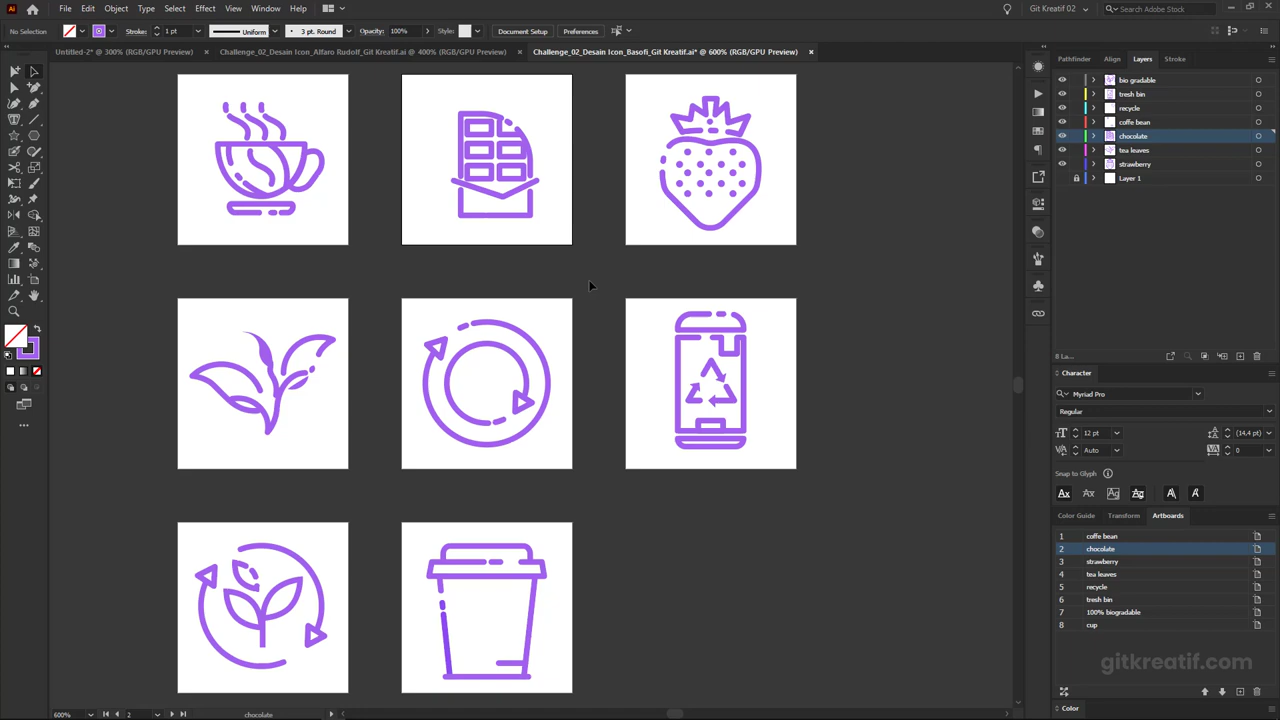 Ai File Edit Object Type Select Effect View Window Help Git Kreatif 02 Search Adobe Stock
No Selection Stroke: 1 pt Uniform 3 pt. Round Opacity: 100% Style: Document Setup Preferences
Untitled-2* @ 300% (RGB/GPU Preview) × Challenge_02_Desain Icon_Alfaro Rudolf_Git Kreatif.ai @ 400% (RGB/GPU Preview) × Challenge_02_Desain Icon_Basofi_Git Kreatif.ai* @ 600% (RGB/GPU Preview) ×
Pathfinder Align Layers Stroke
bio gradable
tresh bin
recycle
coffe bean
chocolate
tea leaves
strawberry
Layer 1
8 La...
Character
Myriad Pro
Regular
12 pt (14.4 pt)
Auto 0
Snap to Glyph
Color Guide Transform Artboards
1 coffe bean
2 chocolate
3 strawberry
4 tea leaves
5 recycle
6 tresh bin
7 100% biogradable
8 cup
gitkreatif.com
Color
600% 2 chocolate